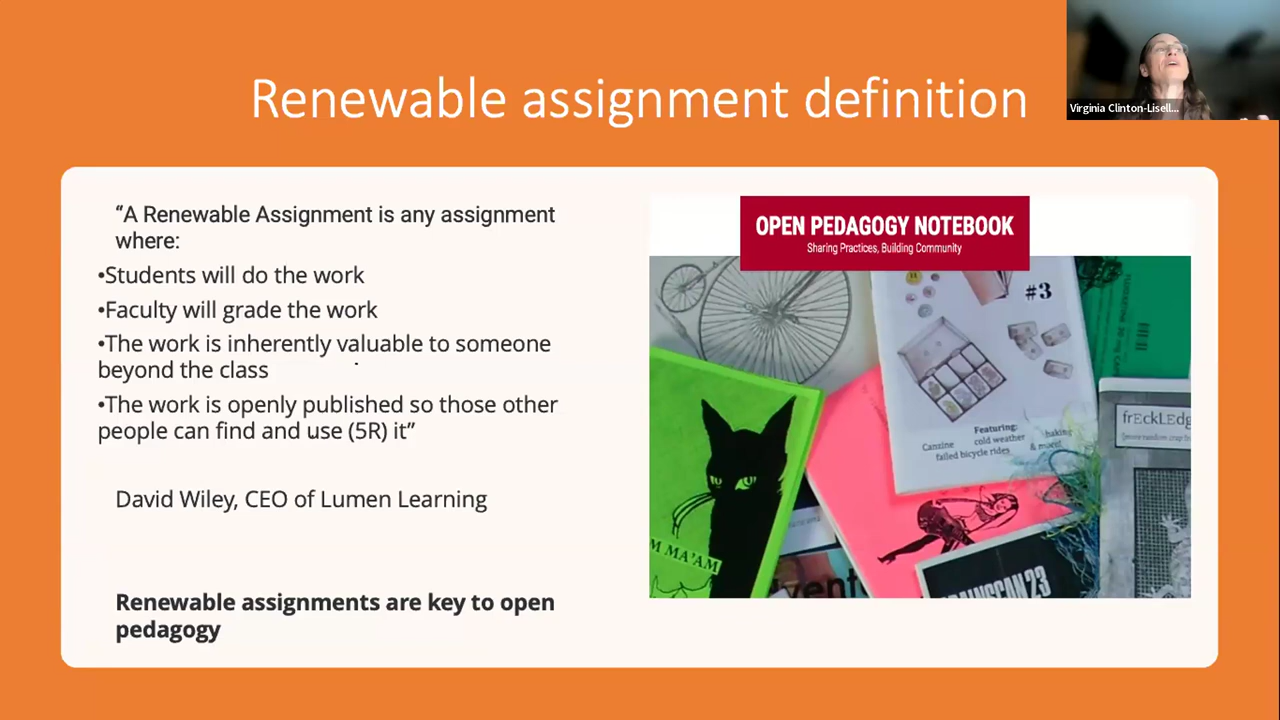 Renewable assignment definition
Virginia Clinton-Lisell...
“A Renewable Assignment is any assignment
where:
•Students will do the work
•Faculty will grade the work
•The work is inherently valuable to someone
beyond the class
•The work is openly published so those other
people can find and use (5R) it”
David Wiley, CEO of Lumen Learning
Renewable assignments are key to open
pedagogy
OPEN PEDAGOGY NOTEBOOK
Sharing Practices, Building Community
#3
Featuring:
Canzine cold weather baking
failed bicycle rides & more!
frEckLEdg
M MA'AM
23